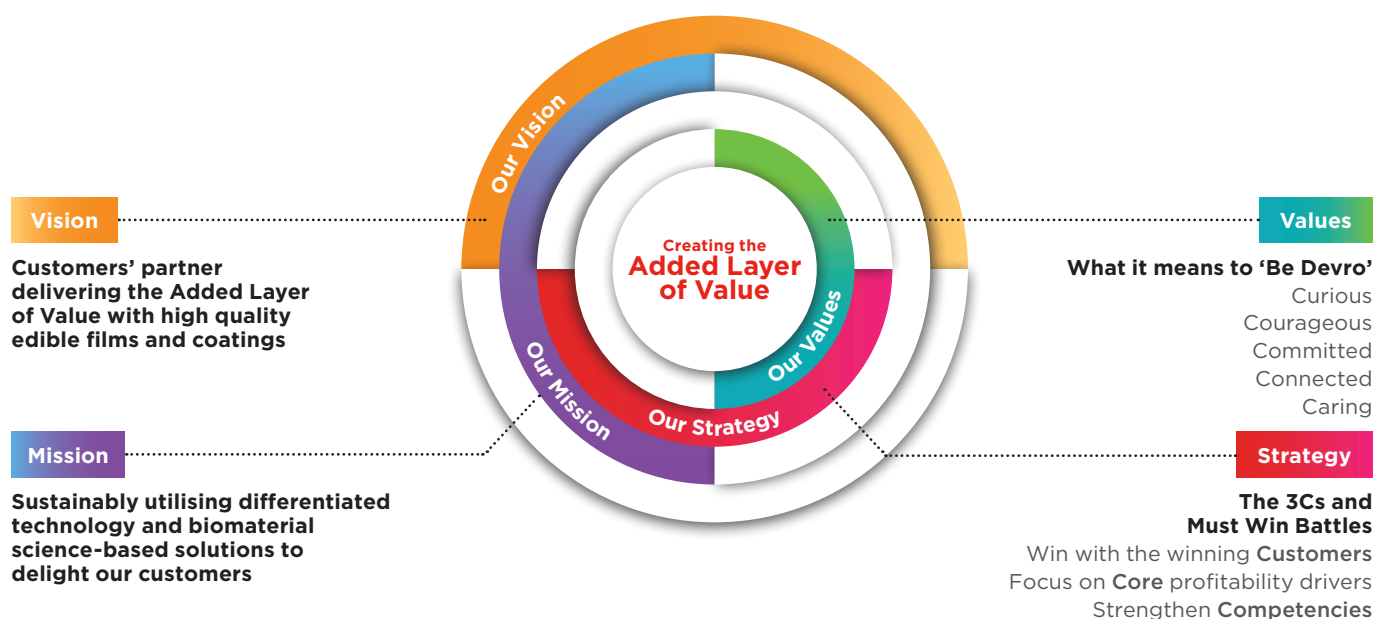 Our Vision
Our Mission
Our Strategy
Our Values
Creating the
Added Layer
of Value
Vision
Customers’ partner
delivering the Added Layer
of Value with high quality
edible films and coatings
Mission
Sustainably utilising differentiated
technology and biomaterial
science-based solutions to
delight our customers
Values
What it means to ‘Be Devro’
Curious
Courageous
Committed
Connected
Caring
Strategy
The 3Cs and
Must Win Battles
Win with the winning Customers
Focus on Core profitability drivers
Strengthen Competencies